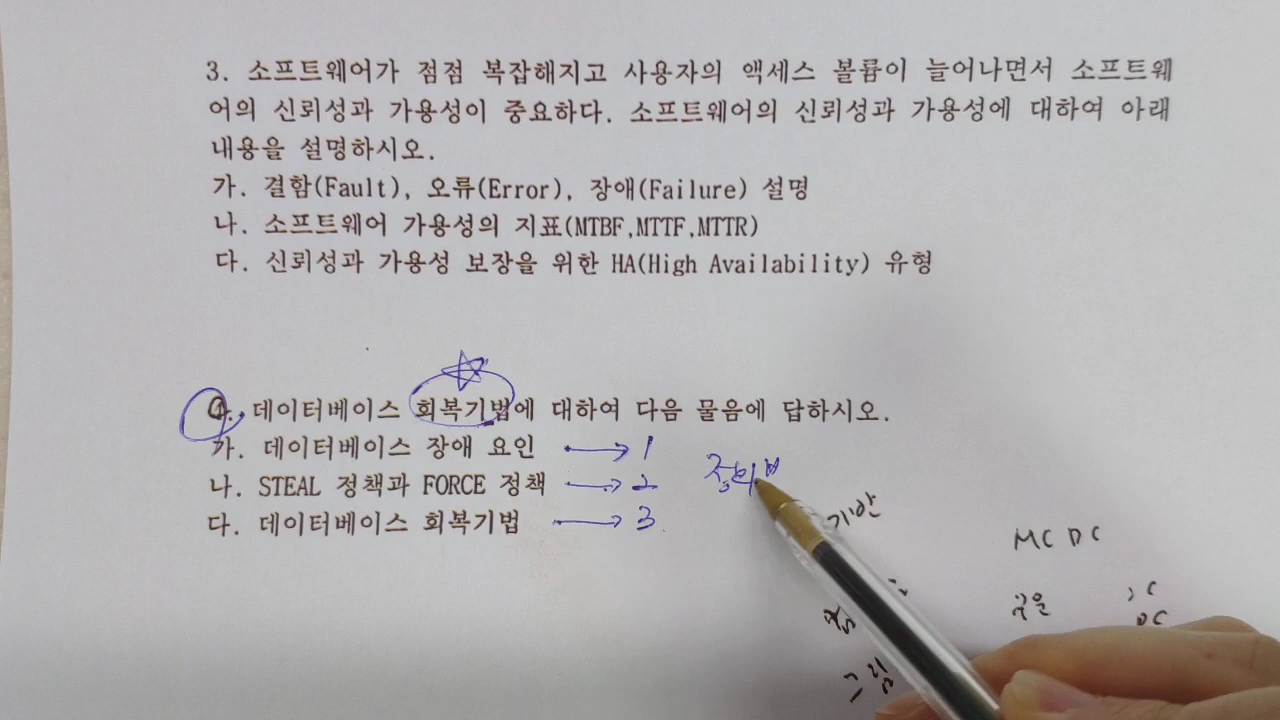 3. 소프트웨어가 점점 복잡해지고 사용자의 액세스 볼륨이 늘어나면서 소프트웨
어의 신뢰성과 가용성이 중요하다. 소프트웨어의 신뢰성과 가용성에 대하여 아래
내용을 설명하시오.
가. 결함(Fault), 오류(Error), 장애(Failure) 설명
나. 소프트웨어 가용성의 지표(MTBF,MTTF,MTTR)
다. 신뢰성과 가용성 보장을 위한 HA(High Availability) 유형
데이터베이스 회복기법에 대하여 다음 물음에 답하시오.
가. 데이터베이스 장애 요인 → 1
나. STEAL 정책과 FORCE 정책 → 2
다. 데이터베이스 회복기법 → 3
기반
MC DC